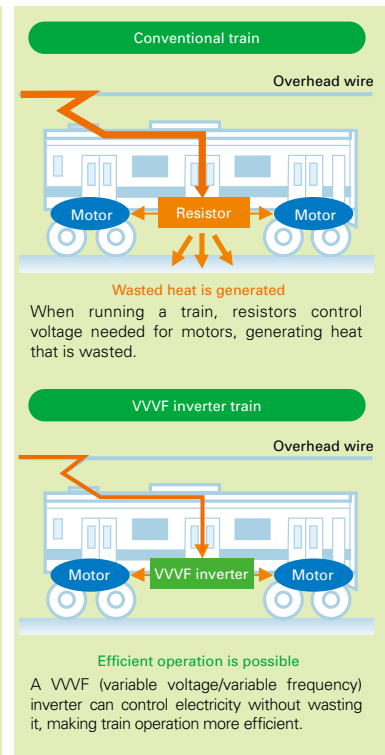 Conventional train
Overhead wire
Motor
Resistor
Motor
Wasted heat is generated
When running a train, resistors control
voltage needed for motors, generating heat
that is wasted.
VVVF inverter train
Overhead wire
Motor
VVVF inverter
Motor
Efficient operation is possible
A VVVF (variable voltage/variable frequency)
inverter can control electricity without wasting
it, making train operation more efficient.